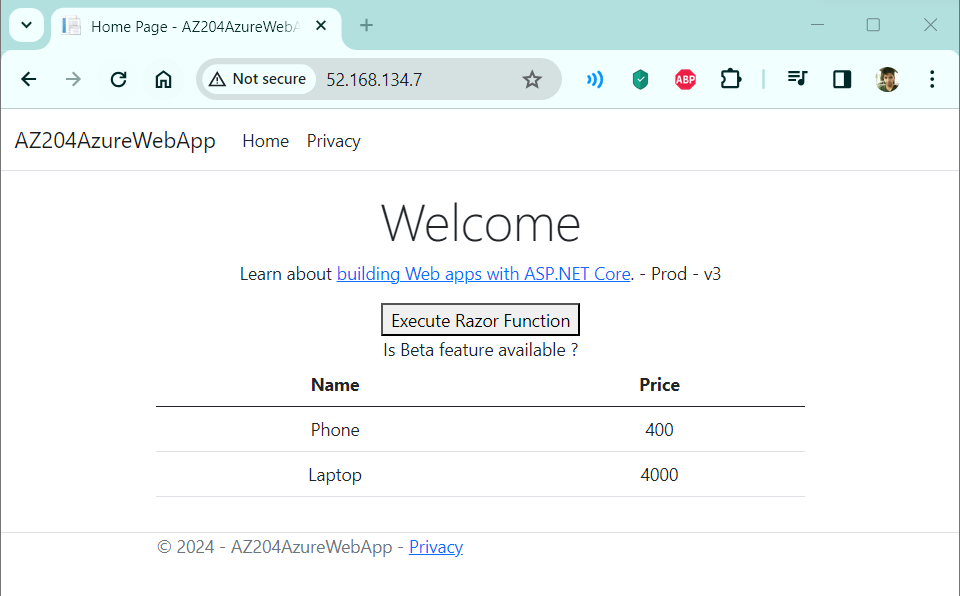 Home Page - AZ204AzureWebA
Not secure 52.168.134.7
ABP
AZ204AzureWebApp Home Privacy
Welcome
Learn about building Web apps with ASP.NET Core. - Prod - v3
Execute Razor Function
Is Beta feature available ?
Name Price
Phone 400
Laptop 4000
© 2024 - AZ204AzureWebApp - Privacy